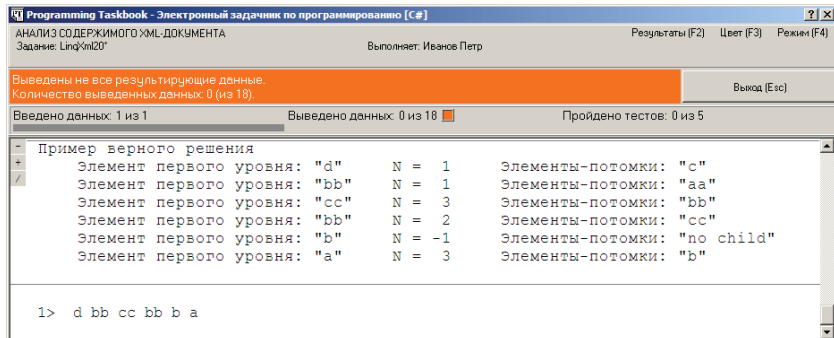 Programming Taskbook - Электронный задачник по программированию [C#]
АНАЛИЗ СОДЕРЖИМОГО XML-ДОКУМЕНТА
Результаты (F2) Цвет (F3) Режим (F4)
Задание: LinqXml20* Выполняет: Иванов Петр
Выведены не все результирующие данные.
Количество выведенных данных: 0 (из 18).
Выход (Esc)
Введено данных: 1 из 1 Выведено данных: 0 из 18 Пройдено тестов: 0 из 5
Пример верного решения
Элемент первого уровня: "d" N = 1 Элементы-потомки: "c"
Элемент первого уровня: "bb" N = 1 Элементы-потомки: "aa"
Элемент первого уровня: "cc" N = 3 Элементы-потомки: "bb"
Элемент первого уровня: "bb" N = 2 Элементы-потомки: "cc"
Элемент первого уровня: "b" N = -1 Элементы-потомки: "no child"
Элемент первого уровня: "a" N = 3 Элементы-потомки: "b"
1> d bb cc bb b a